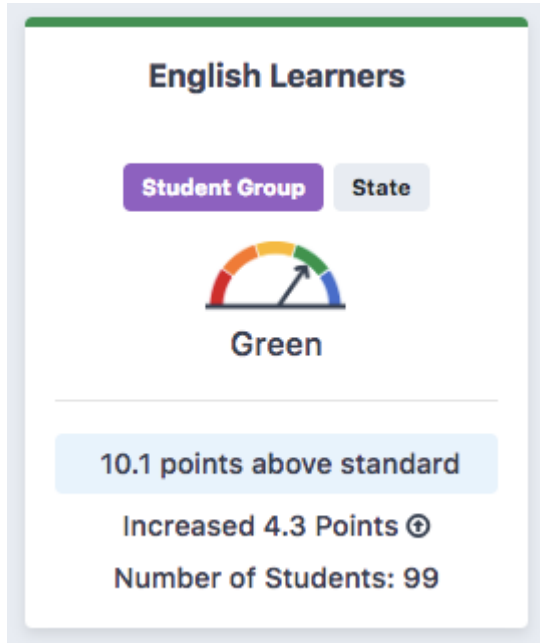 English Learners
Student Group State
Green
10.1 points above standard
Increased 4.3 Points
Number of Students: 99